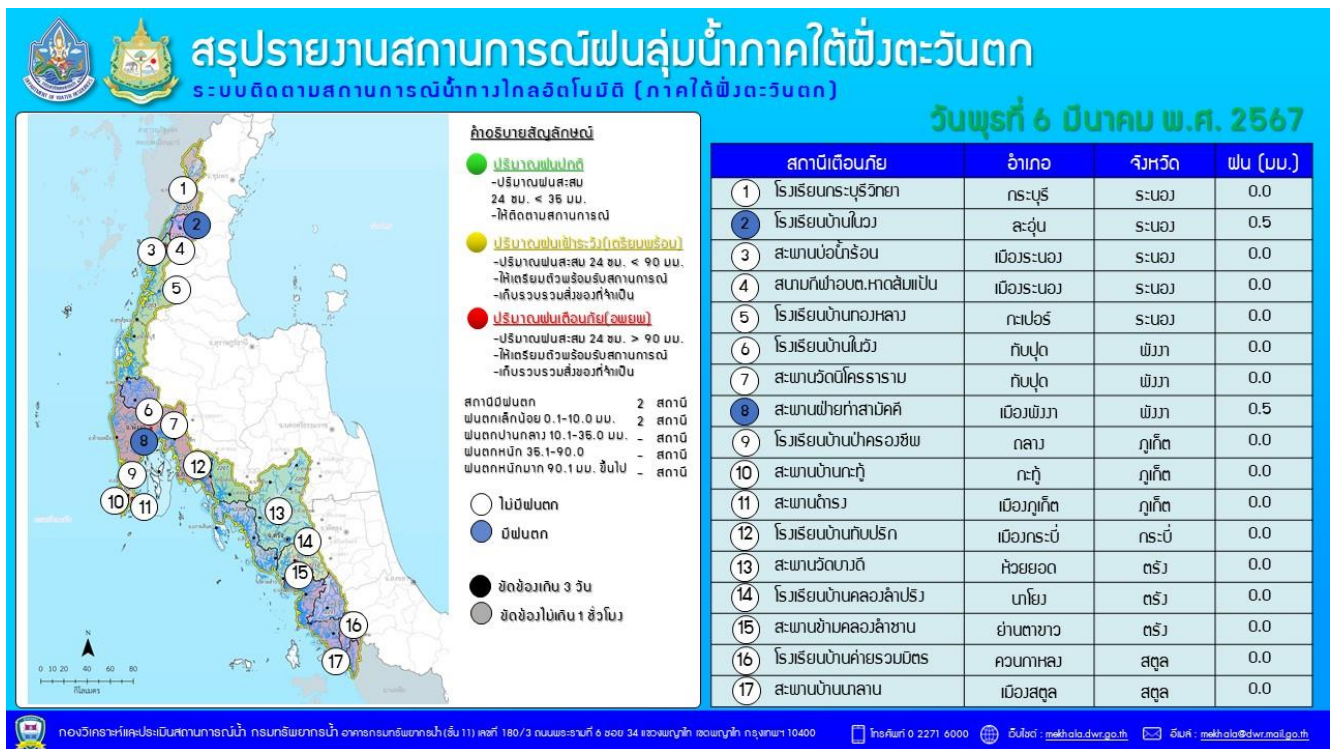 สรุปรายงานสถานการณ์ฝนลุ่มน้ำภาคใต้ฝั่งตะวันตก
ระบบติดตามสถานการณ์น้ำทางไกลอัตโนมัติ (ภาคใต้ฝั่งตะวันตก)
วันพุธที่ 6 มีนาคม พ.ศ. 2567
คำอธิบายสัญลักษณ์
ปริมาณฝนปกติ
-ปริมาณฝนสะสม
24 ชม. < 35 มม.
-ให้ติดตามสถานการณ์
ปริมาณฝนเฝ้าระวัง(เตรียมพร้อม)
-ปริมาณฝนสะสม 24 ชม. < 90 มม.
-ให้เตรียมตัวพร้อมรับสถานการณ์
-เก็บรวบรวมสิ่งของที่จำเป็น
ปริมาณฝนเตือนภัย(อพยพ)
-ปริมาณฝนสะสม 24 ชม. > 90 มม.
-ให้เตรียมตัวพร้อมรับสถานการณ์
-เก็บรวบรวมสิ่งของที่จำเป็น
สถานีมีฝนตก 2 สถานี
ฝนตกเล็กน้อย 0.1-10.0 มม. 2 สถานี
ฝนตกปานกลาง 10.1-35.0 มม. - สถานี
ฝนตกหนัก 35.1-90.0 - สถานี
ฝนตกหนักมาก 90.1 มม. ขึ้นไป - สถานี
ไม่มีฝนตก
มีฝนตก
ขัดข้องเกิน 3 วัน
ขัดข้องไม่เกิน 1 ชั่วโมง
1
2
3 4
5
6
7
8
9
12
10 11
13
14
15
16
17
N
0 10 20 40 60 80
กิโลเมตร
สถานีเตือนภัย อำเภอ จังหวัด ฝน (มม.)
1 โรงเรียนกระบุรีวิทยา กระบุรี ระนอง 0.0
2 โรงเรียนบ้านในวง ละอุ่น ระนอง 0.5
3 สะพานบ่อน้ำร้อน เมืองระนอง ระนอง 0.0
4 สนามกีฬาอบต.หาดส้มแป้น เมืองระนอง ระนอง 0.0
5 โรงเรียนบ้านทองหลาง กะเปอร์ ระนอง 0.0
6 โรงเรียนบ้านในวัง ทับปุด พังงา 0.0
7 สะพานวัดนิโครธาราม ทับปุด พังงา 0.0
8 สะพานฝ่ายท่าสามัคคี เมืองพังงา พังงา 0.5
9 โรงเรียนบ้านป่าครองชีพ ถลาง ภูเก็ต 0.0
10 สะพานบ้านกะทู้ กะทู้ ภูเก็ต 0.0
11 สะพานดำรง เมืองภูเก็ต ภูเก็ต 0.0
12 โรงเรียนบ้านทับปริก เมืองกระบี่ กระบี่ 0.0
13 สะพานวัดบางดี ห้วยยอด ตรัง 0.0
14 โรงเรียนบ้านคลองลำปริง นาโยง ตรัง 0.0
15 สะพานข้ามคลองลำชาน ย่านตาขาว ตรัง 0.0
16 โรงเรียนบ้านค่ายรวมมิตร ควนกาหลง สตูล 0.0
17 สะพานบ้านนาลาน เมืองสตูล สตูล 0.0
กองวิเคราะห์และประเมินสถานการณ์น้ำ กรมทรัพยากรน้ำ อาคารกรมทรัพยากรน้ำ (ชั้น 11) เลขที่ 180/3 ถนนพระรามที่ 6 ซอย 34 แขวงพญาไท เขตพญาไท กรุงเทพฯ 10400 โทรศัพท์ 0 2271 6000 เว็บไซต์ : mekhala.dwr.go.th อีเมล์ : mekhala@dwr.mail.go.th